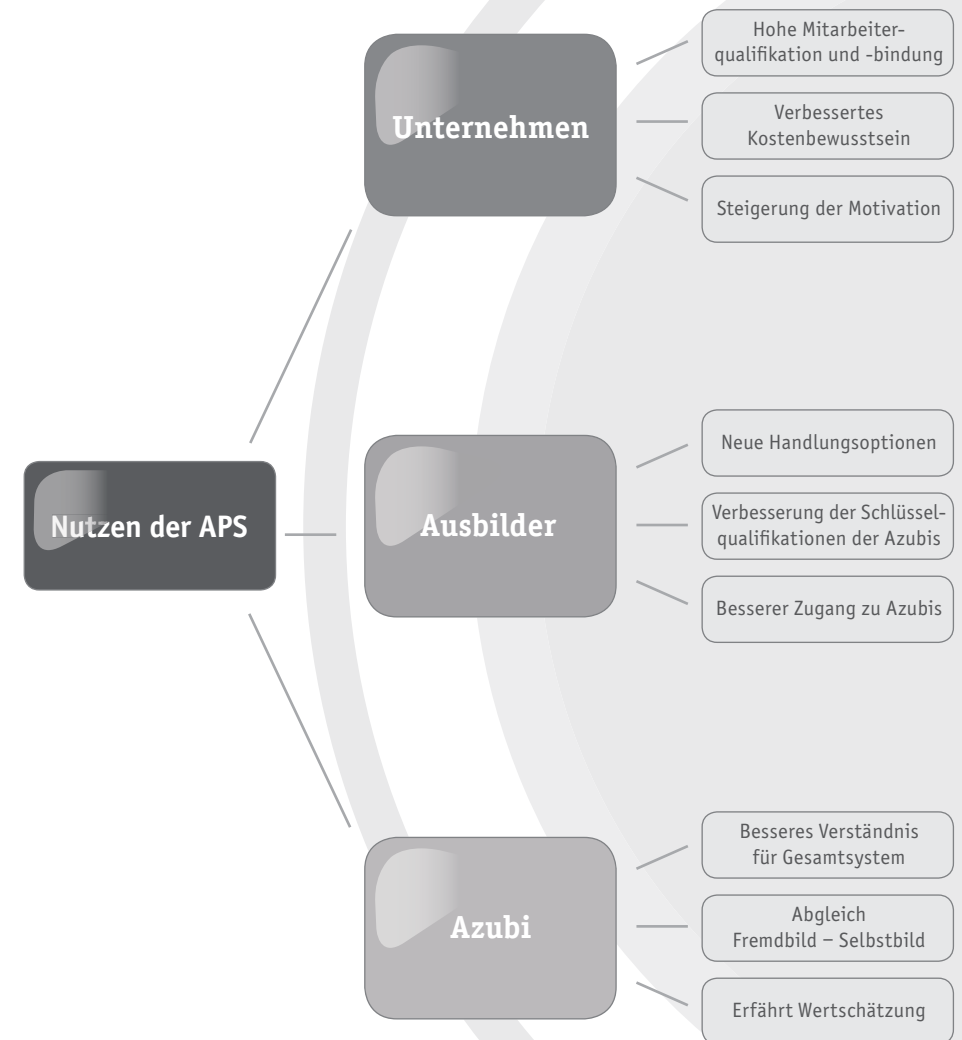 Nutzen der APS
Unternehmen
Hohe Mitarbeiter-
qualifikation und -bindung
Verbessertes
Kostenbewusstsein
Steigerung der Motivation
Ausbilder
Neue Handlungsoptionen
Verbesserung der Schlüssel-
qualifikationen der Azubis
Besserer Zugang zu Azubis
Azubi
Besseres Verständnis
für Gesamtsystem
Abgleich
Fremdbild – Selbstbild
Erfährt Wertschätzung